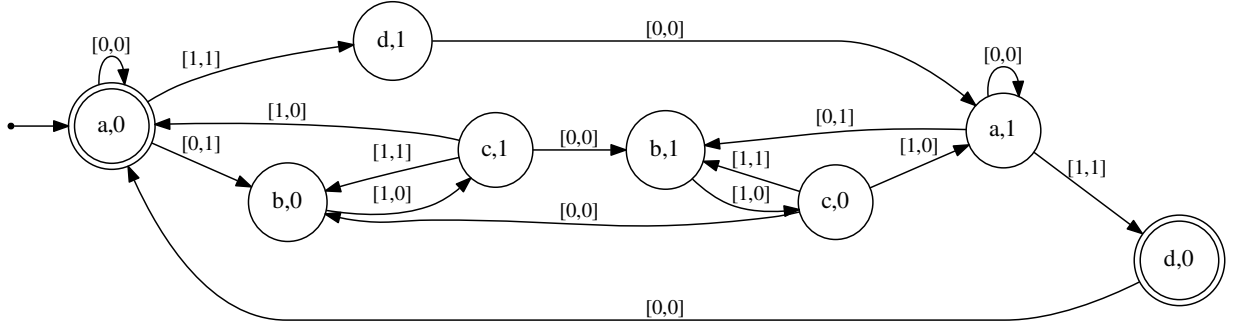 [0,0]
d,1
[0,0]
[1,1]
a,0
[0,1]
[1,0]
c,1
[1,1]
[1,0]
b,0
[0,0]
b,1
[0,0]
[1,1]
[1,0]
c,0
[0,1]
[1,0]
[0,0]
a,1
[1,1]
d,0
[0,0]